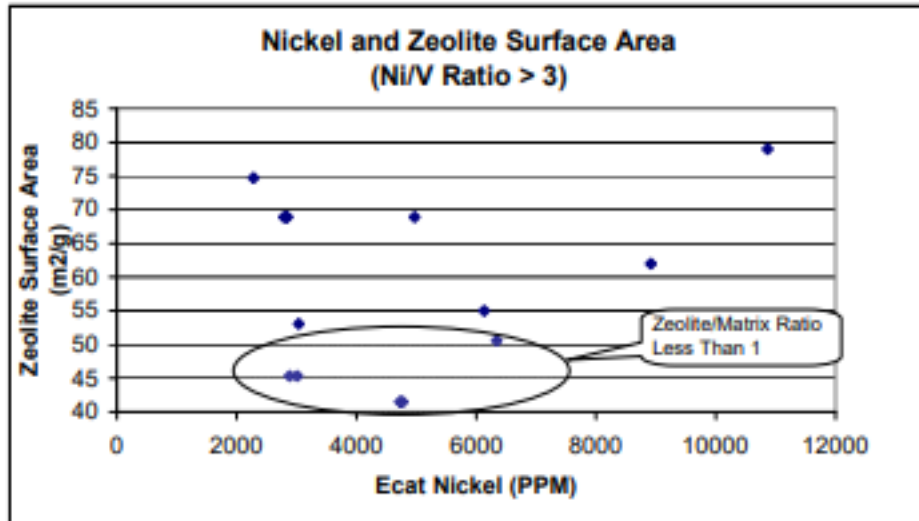 Nickel and Zeolite Surface Area
(Ni/V Ratio > 3)
Zeolite Surface Area
(m2/g)
85
80
75
70
65
60
55
50
45
40
Zeolite/Matrix Ratio
Less Than 1
0
2000
4000
6000
8000
10000
12000
Ecat Nickel (PPM)